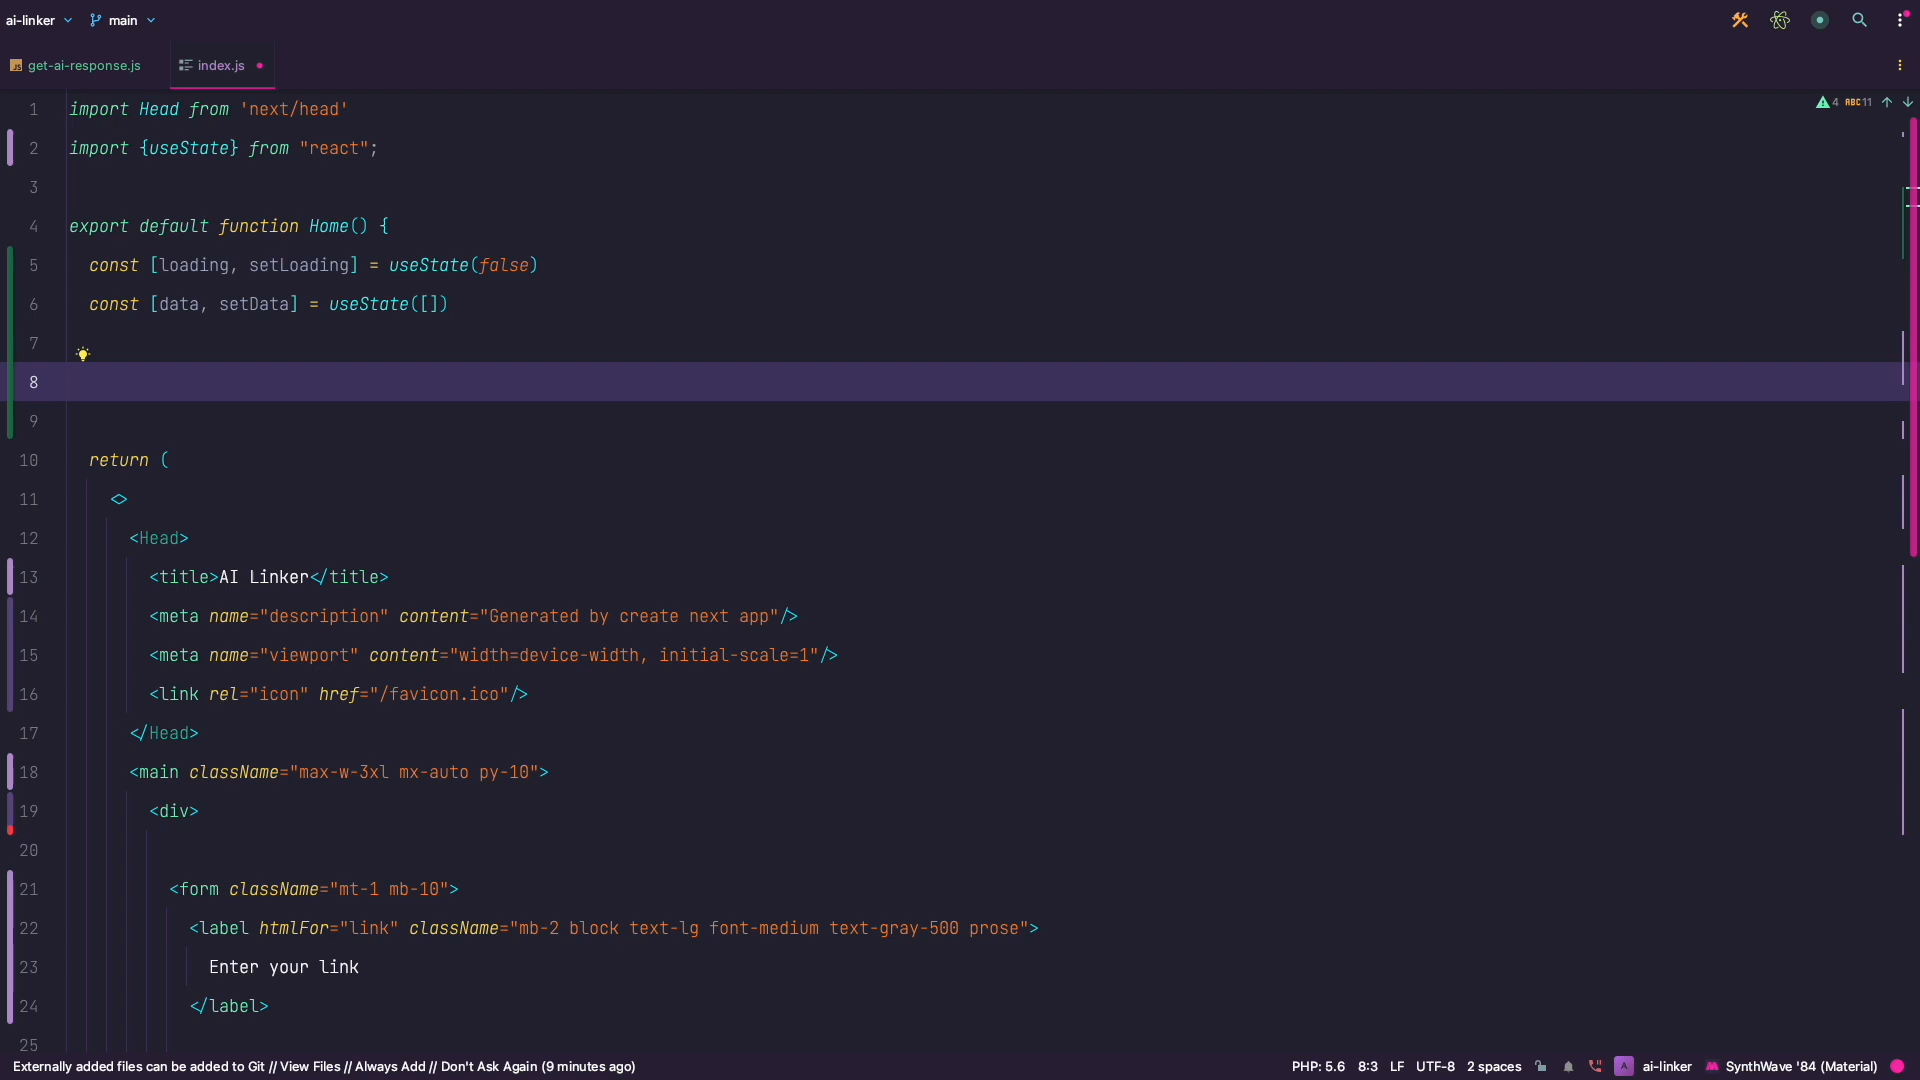 ai-linker main
get-ai-response.js index.js
4 ABC 11
1 import Head from 'next/head'
2 import {useState} from "react";
3
4 export default function Home() {
5 const [loading, setLoading] = useState(false)
6 const [data, setData] = useState([])
7
8
9
10 return (
11 <>
12 <Head>
13 <title>AI Linker</title>
14 <meta name="description" content="Generated by create next app"/>
15 <meta name="viewport" content="width=device-width, initial-scale=1"/>
16 <link rel="icon" href="/favicon.ico"/>
17 </Head>
18 <main className="max-w-3xl mx-auto py-10">
19 <div>
20
21 <form className="mt-1 mb-10">
22 <label htmlFor="link" className="mb-2 block text-lg font-medium text-gray-500 prose">
23 Enter your link
24 </label>
25
Externally added files can be added to Git // View Files // Always Add // Don't Ask Again (9 minutes ago) PHP: 5.6 8:3 LF UTF-8 2 spaces A ai-linker SynthWave '84 (Material)